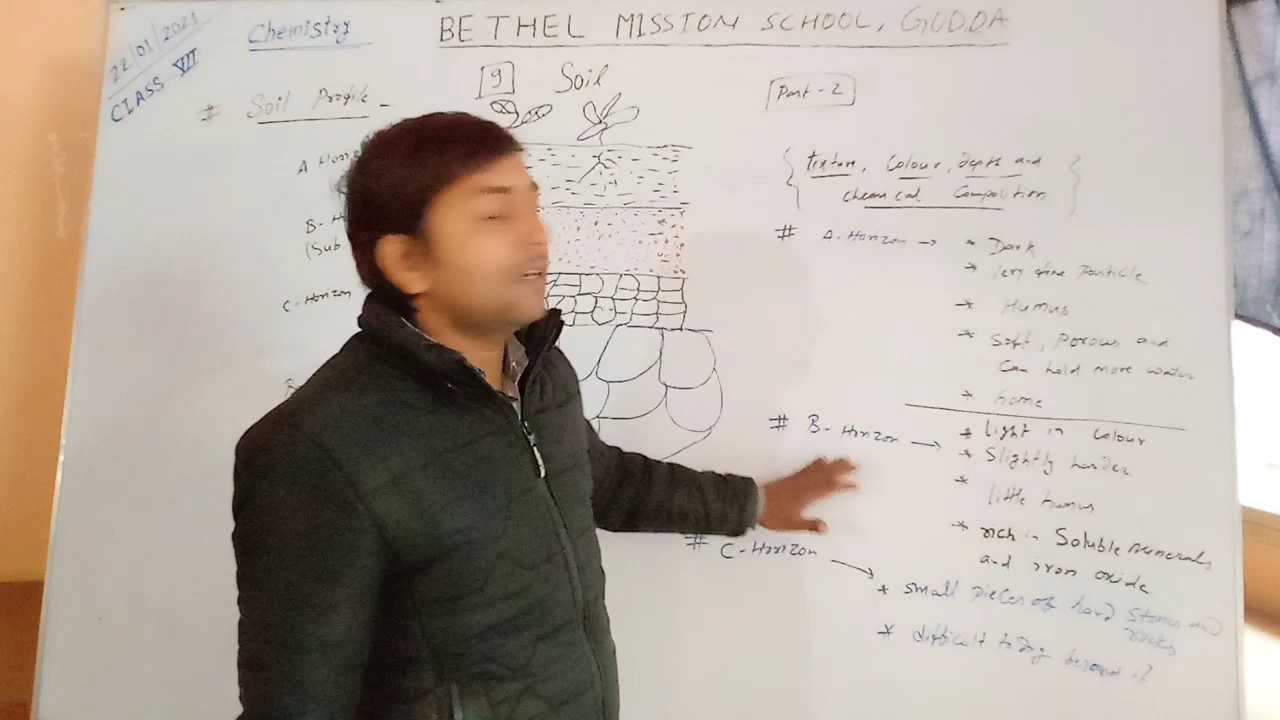 22/01/2021
CLASS VII
Chemistry
BETHEL MISSION SCHOOL, GODDA
9 Soil
Part-2
# Soil Profile -
A Horiz
B-H
(Sub
C-Horizon
R
{ texture, Colour, depth and
chemical Composition }
# A-Horizon → * Dark
* Very fine Particle
* Humus
* Soft, Porous and
Can hold more water
* home
# B-Horizon → * Light in Colour
* Slightly harder
* little humus
* rich in Soluble minerals
and iron oxide
# C-Horizon → * small pieces of hard Stones and
rocks
* difficult to dig beyond it